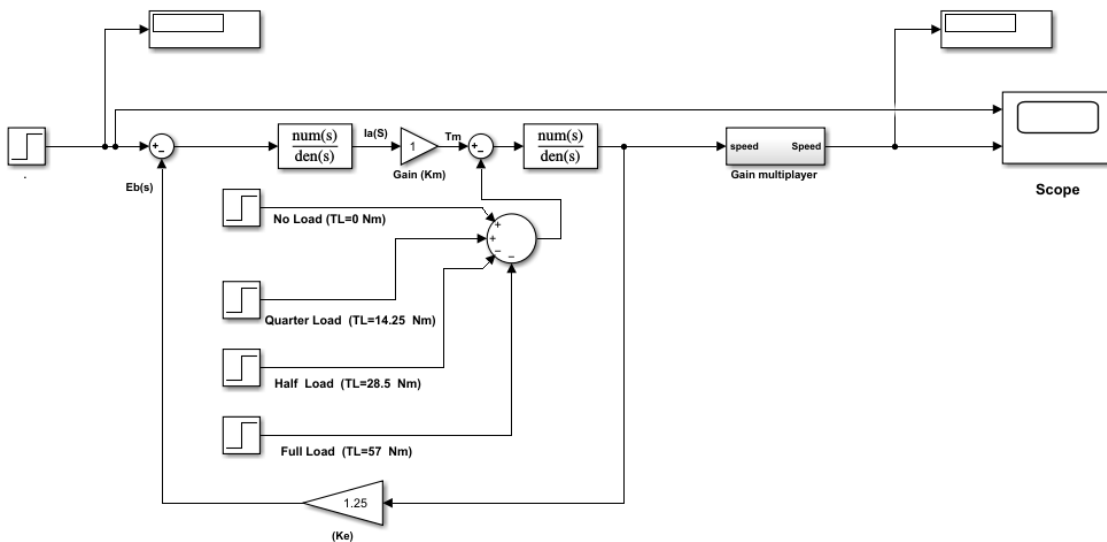 num(s)
den(s)
Ia(S)
1
Gain (Km)
Tm
num(s)
den(s)
speed
Speed
Gain multiplayer
Scope
Eb(s)
No Load (TL=0 Nm)
Quarter Load (TL=14.25 Nm)
Half Load (TL=28.5 Nm)
Full Load (TL=57 Nm)
1.25
(Ke)